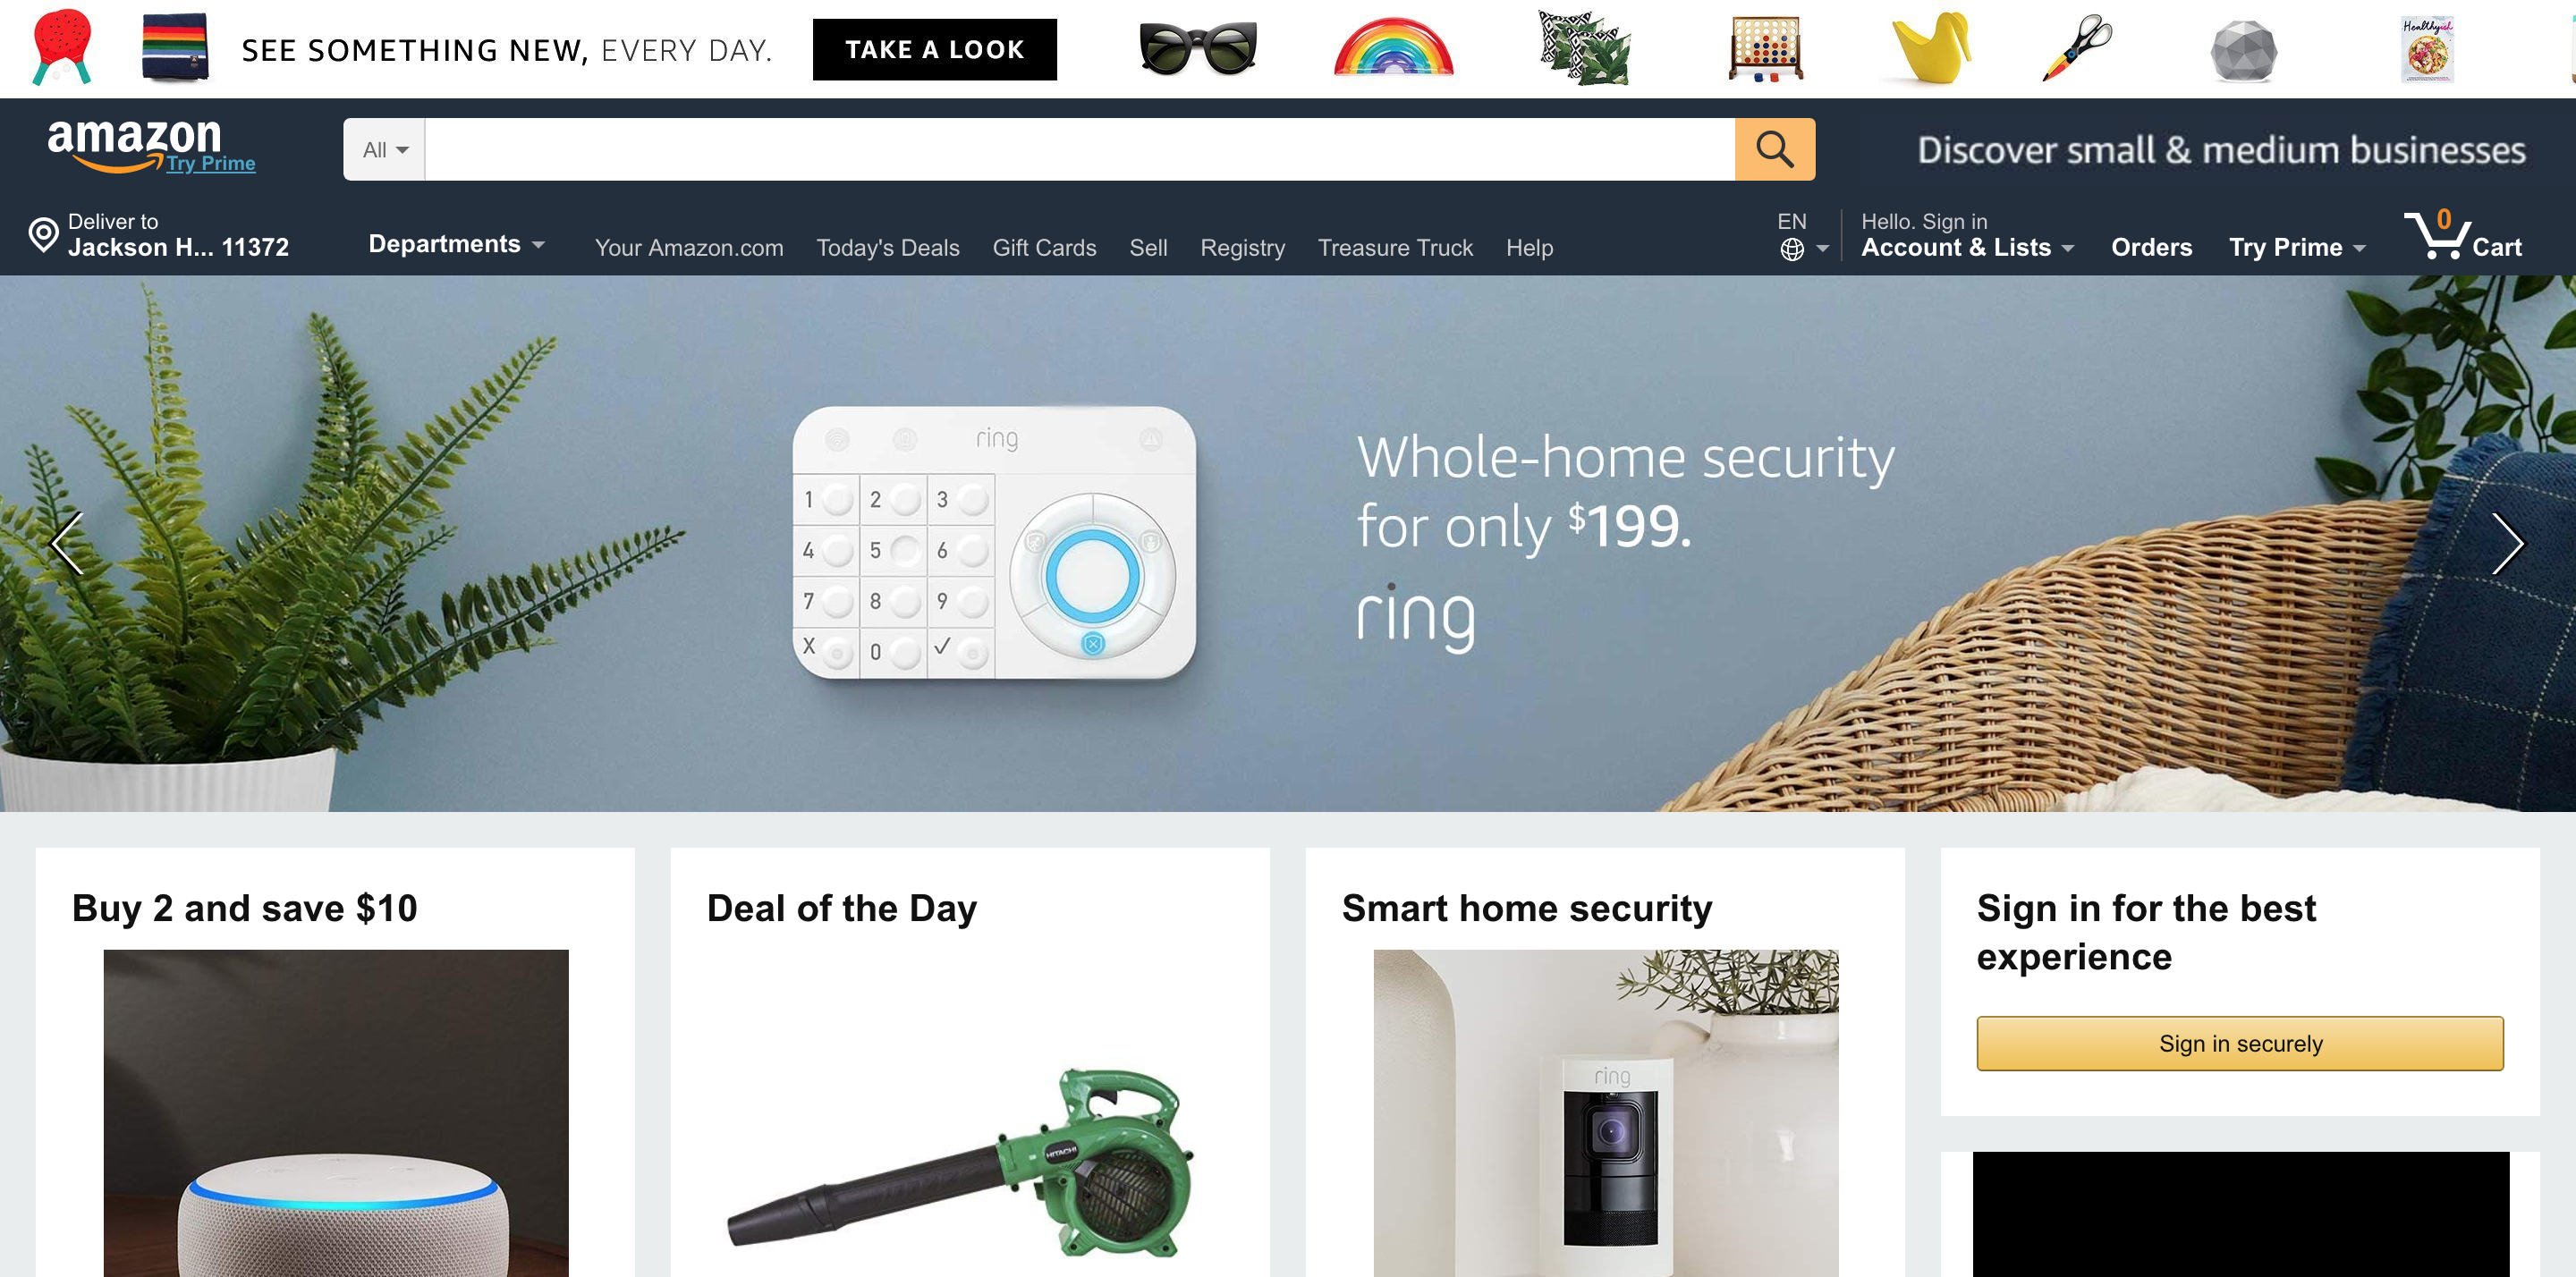 SEE SOMETHING NEW, EVERY DAY.
TAKE A LOOK
Healthyish
amazon
Try Prime
All
Discover small & medium businesses
Deliver to
Jackson H... 11372
Departments
Your Amazon.com
Today's Deals
Gift Cards
Sell
Registry
Treasure Truck
Help
EN
Hello. Sign in
Account & Lists
Orders
Try Prime
0
Cart
ring
1 2 3
4 5 6
7 8 9
X 0 ✓
Whole-home security
for only $199.
ring
Buy 2 and save $10
Deal of the Day
HITACHI
Smart home security
ring
Sign in for the best
experience
Sign in securely